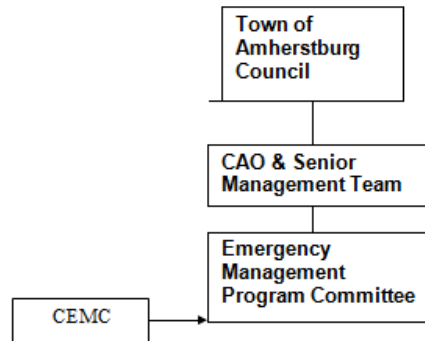 Town of
Amherstburg
Council
CAO & Senior
Management Team
Emergency
Management
Program Committee
CEMC